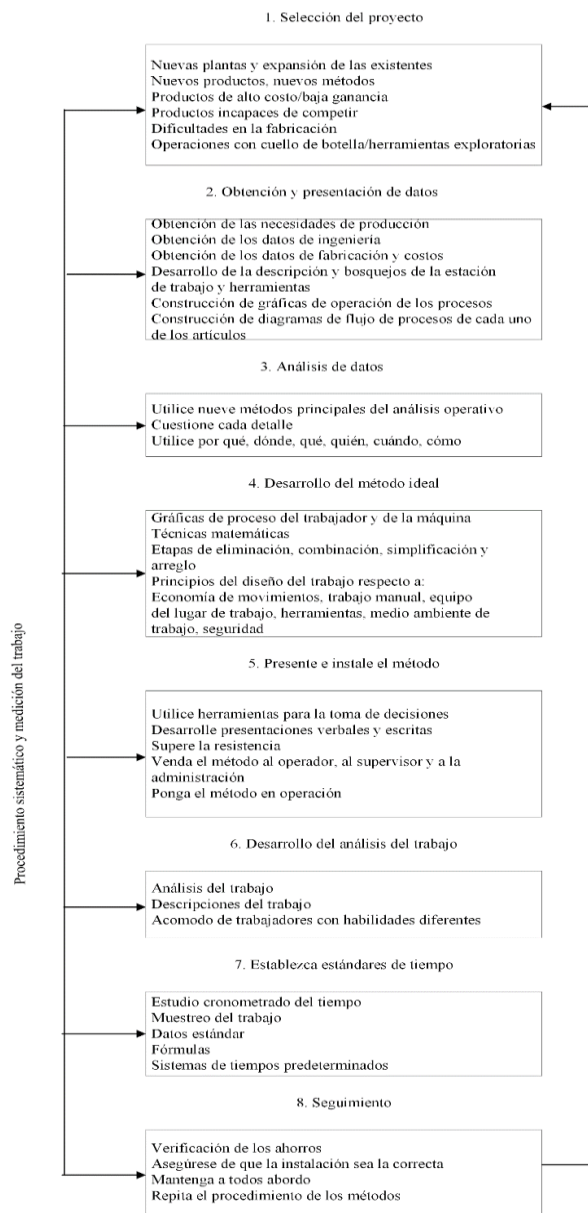 1. Selección del proyecto
Nuevas plantas y expansión de las existentes
Nuevos productos, nuevos métodos
Productos de alto costo/baja ganancia
Productos incapaces de competir
Dificultades en la fabricación
Operaciones con cuello de botella/herramientas exploratorias
2. Obtención y presentación de datos
Obtención de las necesidades de producción
Obtención de los datos de ingeniería
Obtención de los datos de fabricación y costos
Desarrollo de la descripción y bosquejos de la estación
de trabajo y herramientas
Construcción de gráficas de operación de los procesos
Construcción de diagramas de flujo de procesos de cada uno
de los artículos
3. Análisis de datos
Utilice nueve métodos principales del análisis operativo
Cuestione cada detalle
Utilice por qué, dónde, qué, quién, cuándo, cómo
4. Desarrollo del método ideal
Gráficas de proceso del trabajador y de la máquina
Técnicas matemáticas
Etapas de eliminación, combinación, simplificación y
arreglo
Principios del diseño del trabajo respecto a:
Economía de movimientos, trabajo manual, equipo
del lugar de trabajo, herramientas, medio ambiente de
trabajo, seguridad
5. Presente e instale el método
Utilice herramientas para la toma de decisiones
Desarrolle presentaciones verbales y escritas
Supere la resistencia
Venda el método al operador, al supervisor y a la
administración
Ponga el método en operación
6. Desarrollo del análisis del trabajo
Análisis del trabajo
Descripciones del trabajo
Acomodo de trabajadores con habilidades diferentes
7. Establezca estándares de tiempo
Estudio cronometrado del tiempo
Muestreo del trabajo
Datos estándar
Fórmulas
Sistemas de tiempos predeterminados
8. Seguimiento
Verificación de los ahorros
Asegúrese de que la instalación sea la correcta
Mantenga a todos abordo
Repita el procedimiento de los métodos
Procedimiento sistemático y medición del trabajo